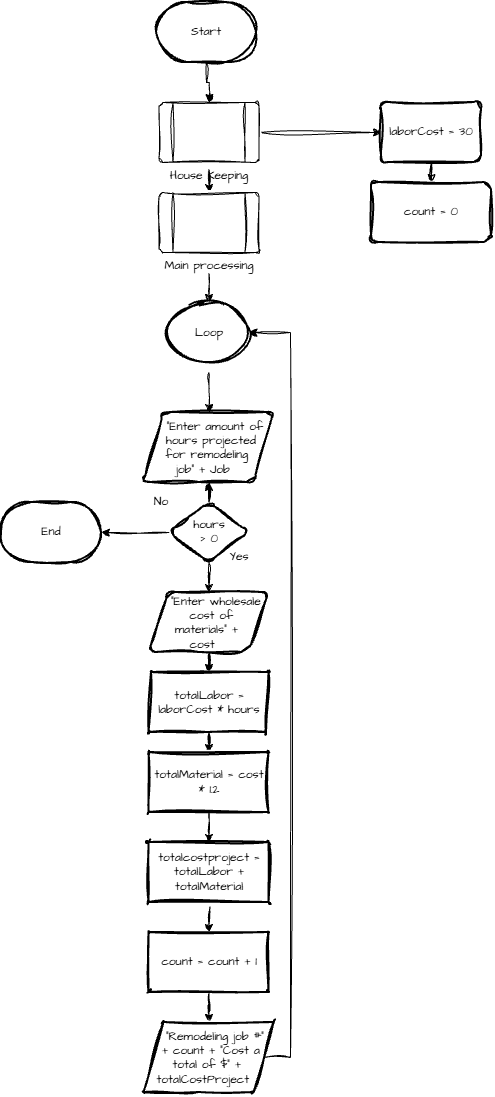 Start
laborCost = 30
House Keeping
count = 0
Main processing
Loop
"Enter amount of
hours projected
for remodeling
job" + Job
No
End
hours
> 0
Yes
"Enter wholesale
cost of
materials" +
cost
totalLabor =
laborCost * hours
totalMaterial = cost
* 1.2
totalcostproject =
totalLabor +
totalMaterial
count = count + 1
"Remodeling job #"
+ count + "Cost a
total of $" +
totalCostProject